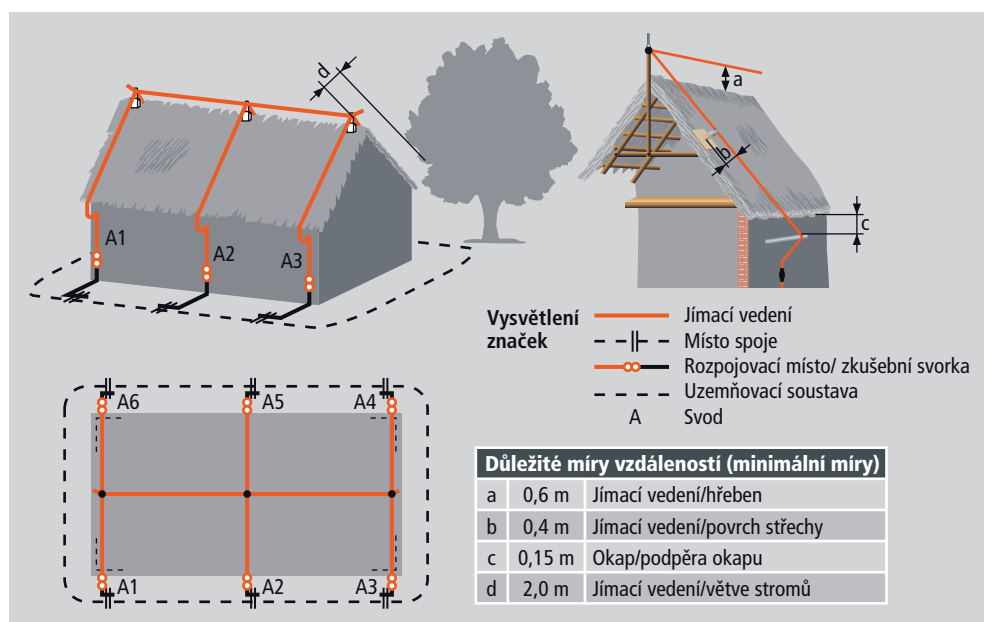 d
A1
A2
A3
a
b
c
Vysvětlení
značek
Jímací vedení
Místo spoje
Rozpojovací místo/ zkušební svorka
Uzemňovací soustava
A Svod
A6 A5 A4
A1 A2 A3
Důležité míry vzdáleností (minimální míry)
a 0,6 m Jímací vedení/hřeben
b 0,4 m Jímací vedení/povrch střechy
c 0,15 m Okap/podpěra okapu
d 2,0 m Jímací vedení/větve stromů